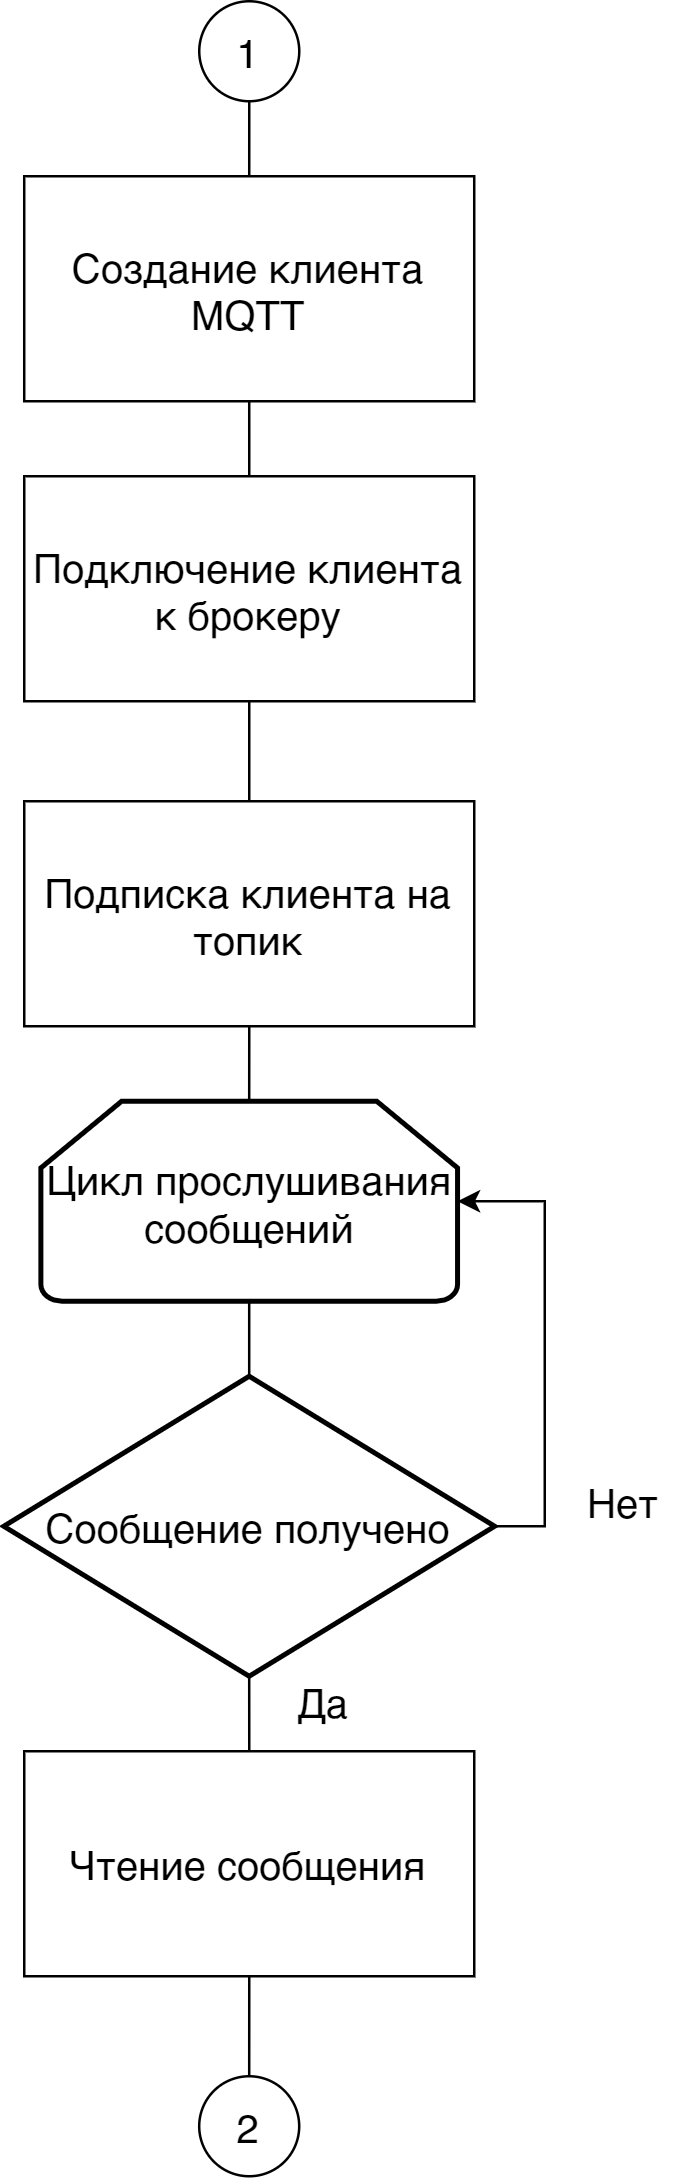 1
Создание клиента
MQTT
Подключение клиента
к брокеру
Подписка клиента на
топик
Цикл прослушивания
сообщений
Сообщение получено
Нет
Да
Чтение сообщения
2